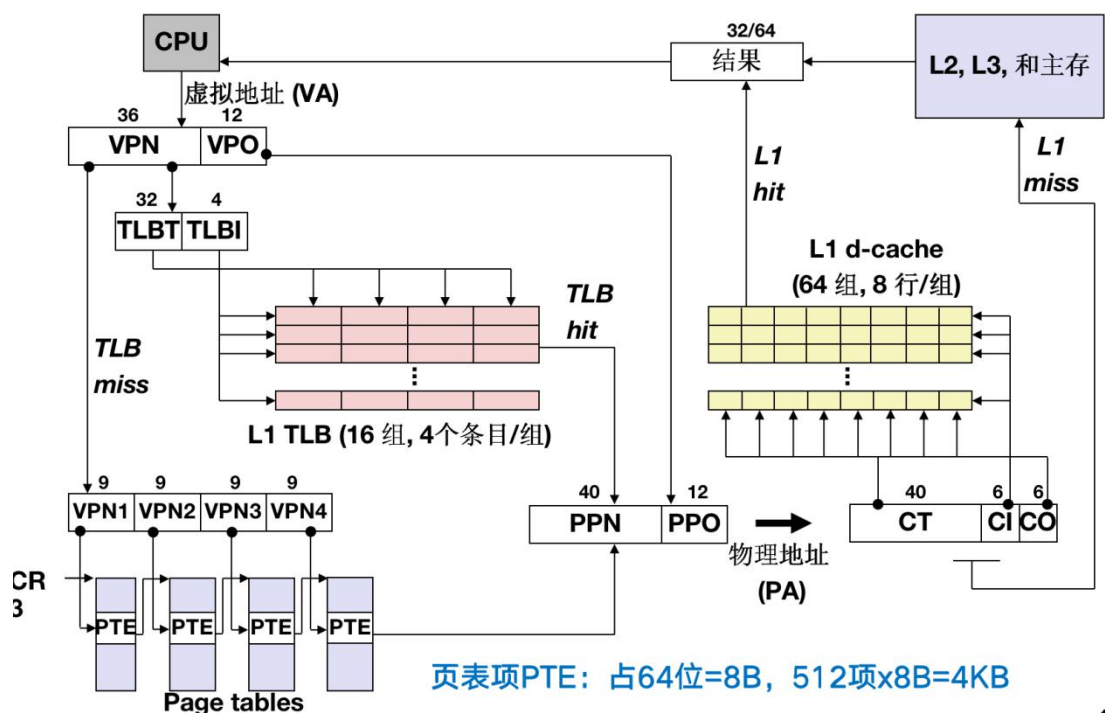 CPU
32/64
结果
L2, L3, 和主存
虚拟地址 (VA)
36 12
VPN VPO
L1 hit
L1 miss
32 4
TLBT TLBI
L1 d-cache
(64 组, 8 行/组)
TLB hit
TLB miss
...
...
L1 TLB (16 组, 4个条目/组)
9 9 9 9
VPN1 VPN2 VPN3 VPN4
40 12
PPN PPO
物理地址
(PA)
40 6 6
CT CI CO
CR
3
PTE PTE PTE PTE
页表项PTE：占64位=8B，512项x8B=4KB
Page tables